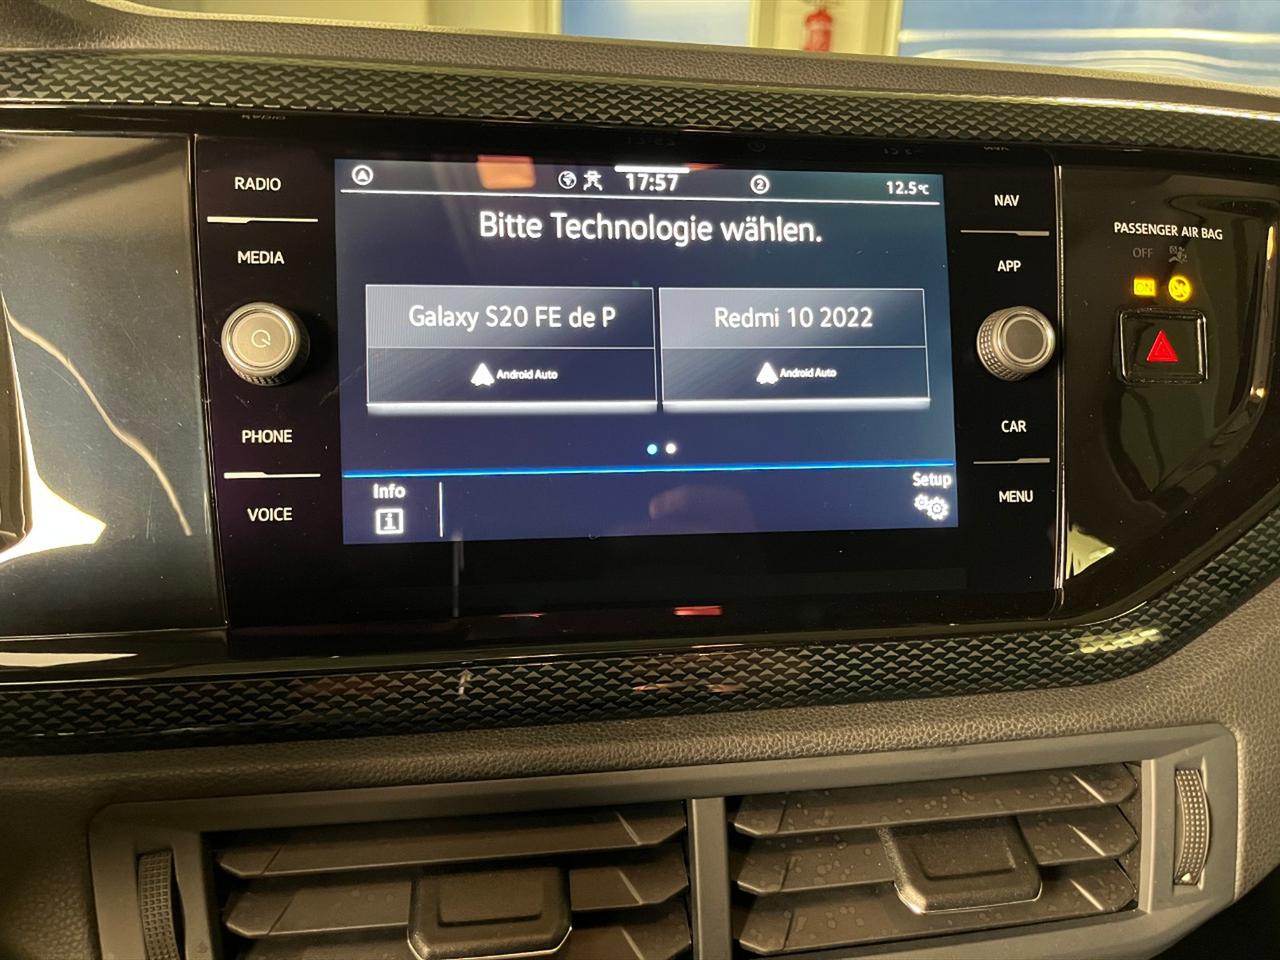 RADIO
MEDIA
PHONE
VOICE
17:57
2
12.5°C
Bitte Technologie wählen.
Galaxy S20 FE de P
Android Auto
Redmi 10 2022
Android Auto
Info
i
Setup
NAV
APP
CAR
MENU
PASSENGER AIR BAG
OFF
ON